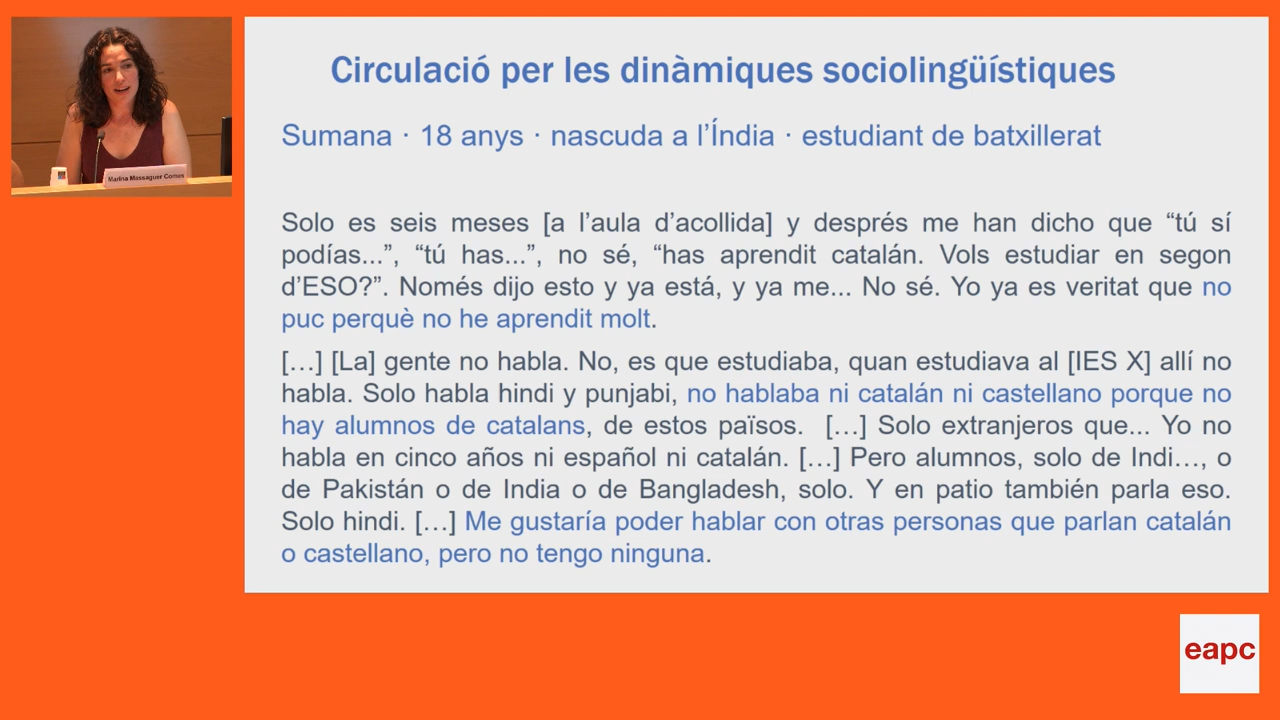 Circulació per les dinàmiques sociolingüístiques
Sumana · 18 anys · nascuda a l’Índia · estudiant de batxillerat
Solo es seis meses [a l’aula d’acollida] y després me han dicho que “tú sí
podías...”, “tú has...”, no sé, “has aprendit catalán. Vols estudiar en segon
d’ESO?”. Només dijo esto y ya está, y ya me... No sé. Yo ya es veritat que no
puc perquè no he aprendit molt.
[…] [La] gente no habla. No, es que estudiaba, quan estudiava al [IES X] allí no
habla. Solo habla hindi y punjabi, no hablaba ni catalán ni castellano porque no
hay alumnos de catalans, de estos països. […] Solo extranjeros que... Yo no
habla en cinco años ni español ni catalán. […] Pero alumnos, solo de Indi…, o
de Pakistán o de India o de Bangladesh, solo. Y en patio también parla eso.
Solo hindi. […] Me gustaría poder hablar con otras personas que parlan catalán
o castellano, pero no tengo ninguna.
Marina Massaguer Comes
eapc